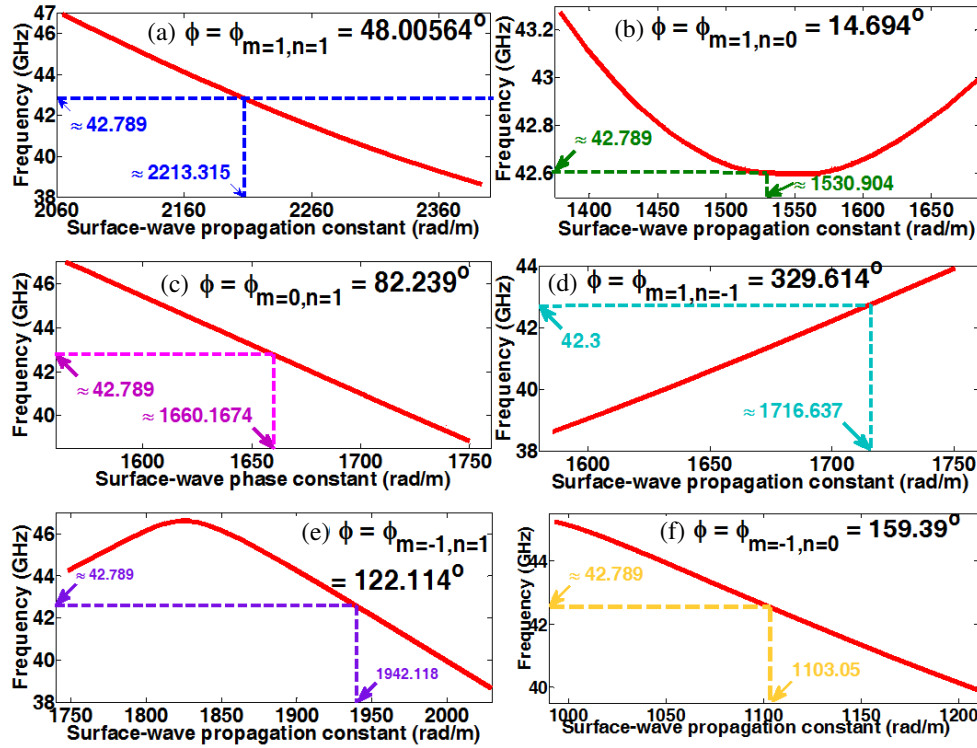 (a) ϕ = ϕ m=1,n=1 = 48.00564°
Frequency (GHz)
47
44
42
40
38
≈ 42.789
≈ 2213.315
2060 2160 2260 2360
Surface-wave propagation constant (rad/m)
(b) ϕ = ϕ m=1,n=0 = 14.694°
Frequency (GHz)
43.2
43
42.8
42.6
≈ 42.789
≈ 1530.904
1400 1450 1500 1550 1600 1650
Surface-wave propagation constant (rad/m)
(c) ϕ = ϕ m=0,n=1 = 82.239°
Frequency (GHz)
46
44
42
40
≈ 42.789
≈ 1660.1674
1600 1650 1700 1750
Surface-wave phase constant (rad/m)
(d) ϕ = ϕ m=1,n=-1 = 329.614°
Frequency (GHz)
44
42
40
38
42.3
≈ 1716.637
1600 1650 1700 1750
Surface-wave propagation constant (rad/m)
(e) ϕ = ϕ m=-1,n=1
= 122.114°
Frequency (GHz)
46
44
42
40
38
≈ 42.789
1942.118
1750 1800 1850 1900 1950 2000
Surface-wave propagation constant (rad/m)
(f) ϕ = ϕ m=-1,n=0 = 159.39°
Frequency (GHz)
44
42
40
≈ 42.789
1103.05
1000 1050 1100 1150 1200
Surface-wave propagation constant (rad/m)